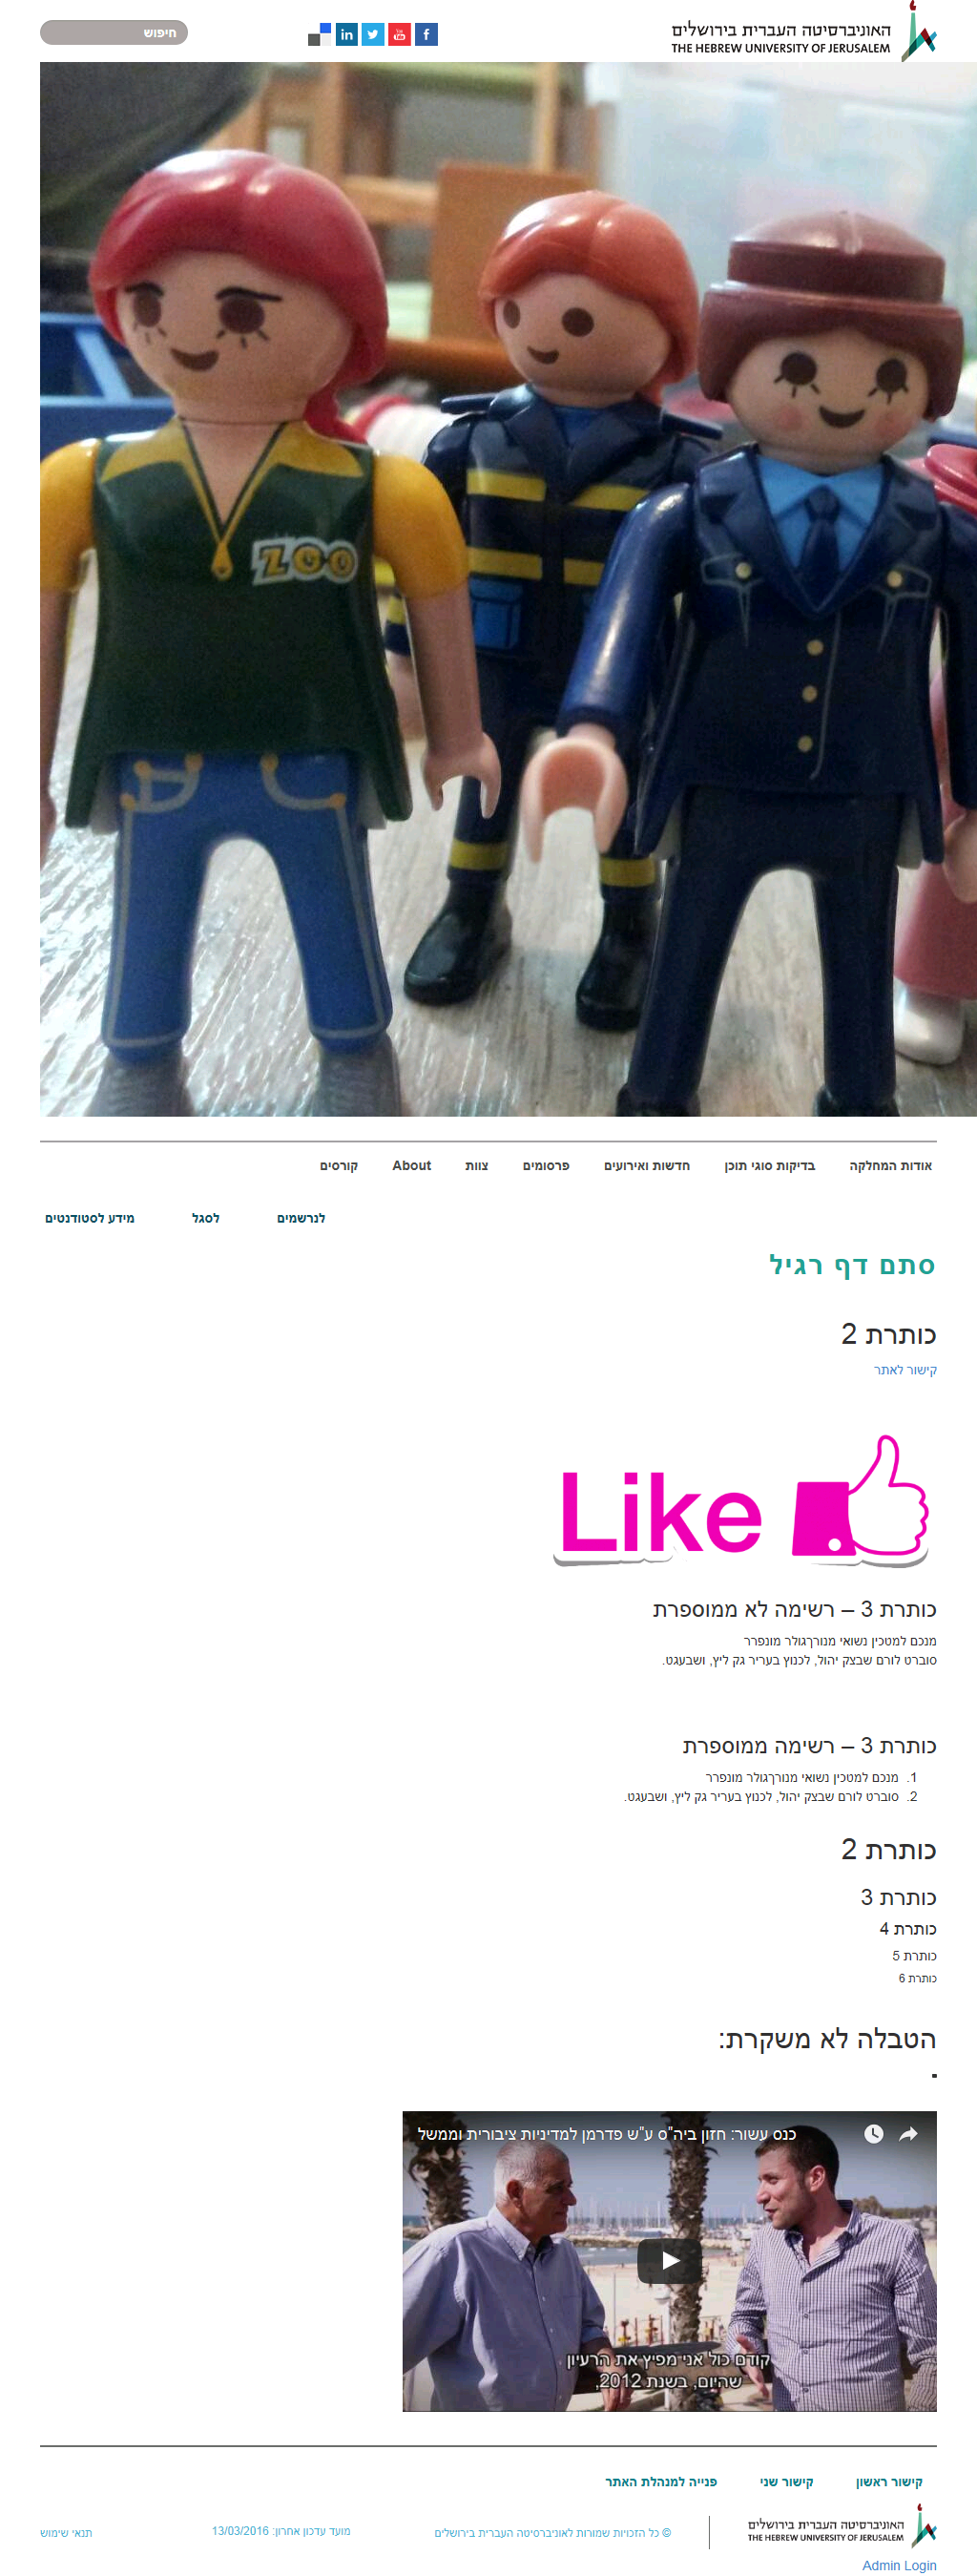 האוניברסיטה העברית בירושלים
THE HEBREW UNIVERSITY OF JERUSALEM
f
You
in
חיפוש
ZOO
אודות המחלקה
בדיקות סוגי תוכן
חדשות ואירועים
פרסומים
צוות
About
קורסים
לנרשמים
לסגל
מידע לסטודנטים
סתם דף רגיל
כותרת 2
קישור לאתר
Like
כותרת 3 – רשימה לא ממוספרת
מנכם למטכין נשואי מנורךגולר מונפרר
סוברט לורם שבצק יהול, לכנוץ בעריר גק ליץ, ושבעגט.
כותרת 3 – רשימה ממוספרת
1. מנכם למטכין נשואי מנורךגולר מונפרר
2. סוברט לורם שבצק יהול, לכנוץ בעריר גק ליץ, ושבעגט.
כותרת 2
כותרת 3
כותרת 4
כותרת 5
כותרת 6
הטבלה לא משקרת:
כנס עשור: חזון ביה"ס ע"ש פדרמן למדיניות ציבורית וממשל
קודם כול אני מפיץ את הרעיון
שהיום, בשנת 2012,
קישור ראשון
קישור שני
פנייה למנהלת האתר
האוניברסיטה העברית בירושלים
THE HEBREW UNIVERSITY OF JERUSALEM
© כל הזכויות שמורות לאוניברסיטה העברית בירושלים
מועד עדכון אחרון: 13/03/2016
תנאי שימוש
Admin Login